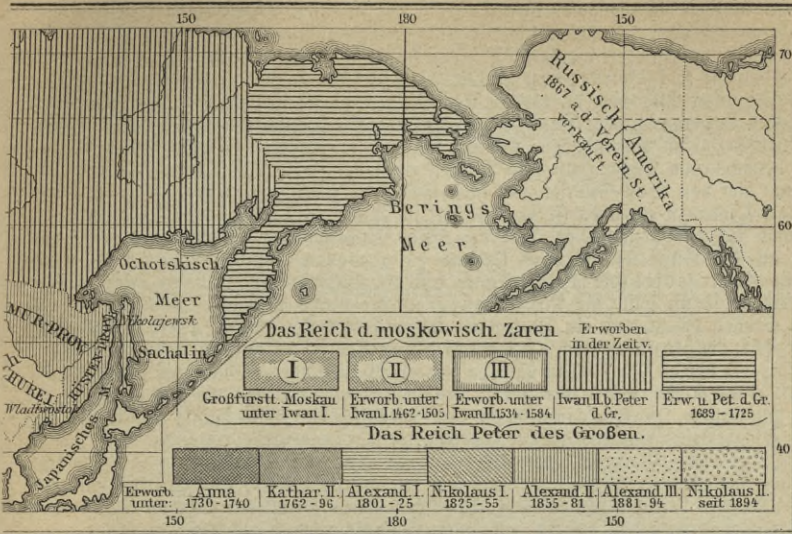 150 180 150
70
Russisch Amerika
1867 a.d. verein. St.
verkauft
60
Berings
Meer
Ochotskisch.
Meer
MUR-PROV.
Nikolajewsk
Sachalin
KÜSTEN-PROV.
Wladiwostok
Japanisches M.
40
Das Reich d. moskowisch. Zaren
Erworben
in der Zeit v.
I II III
Großfürstt. Moskau
unter Iwan I.
Erworb. unter
Iwan I. 1462-1505
Erworb. unter
Iwan II. 1534-1584
Iwan II. b. Peter
d. Gr.
Erw. u. Pet. d. Gr.
1689-1725
Das Reich Peter des Großen.
Erworb.
unter:
Anna
1730-1740
Kathar. II.
1762-96
Alexand. I.
1801-25
Nikolaus I.
1825-55
Alexand. II.
1855-81
Alexand. III.
1881-94
Nikolaus II.
seit 1894
150 180 150